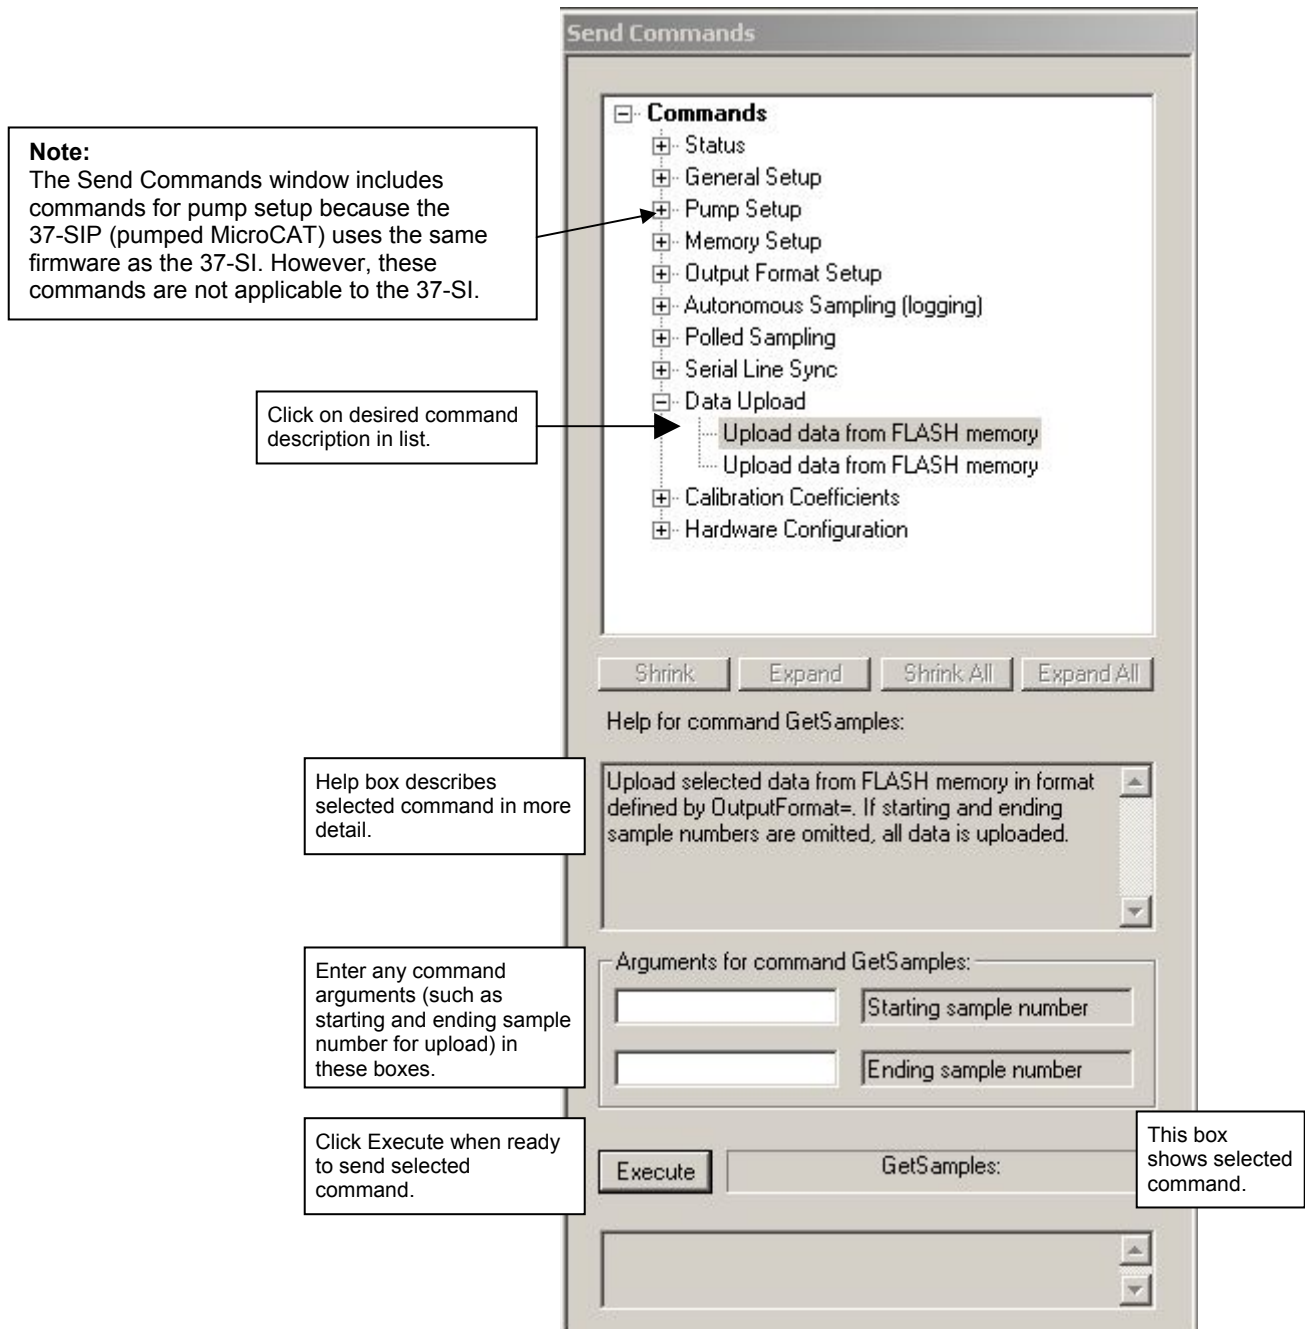 Send Commands
Commands
Status
General Setup
Pump Setup
Memory Setup
Output Format Setup
Autonomous Sampling (logging)
Polled Sampling
Serial Line Sync
Data Upload
Upload data from FLASH memory
Upload data from FLASH memory
Calibration Coefficients
Hardware Configuration
Note:
The Send Commands window includes
commands for pump setup because the
37-SIP (pumped MicroCAT) uses the same
firmware as the 37-SI. However, these
commands are not applicable to the 37-SI.
Click on desired command
description in list.
Shrink
Expand
Shrink All
Expand All
Help for command GetSamples:
Help box describes
selected command in more
detail.
Upload selected data from FLASH memory in format
defined by OutputFormat=. If starting and ending
sample numbers are omitted, all data is uploaded.
Enter any command
arguments (such as
starting and ending sample
number for upload) in
these boxes.
Arguments for command GetSamples:
Starting sample number
Ending sample number
Click Execute when ready
to send selected
command.
Execute
GetSamples:
This box
shows selected
command.